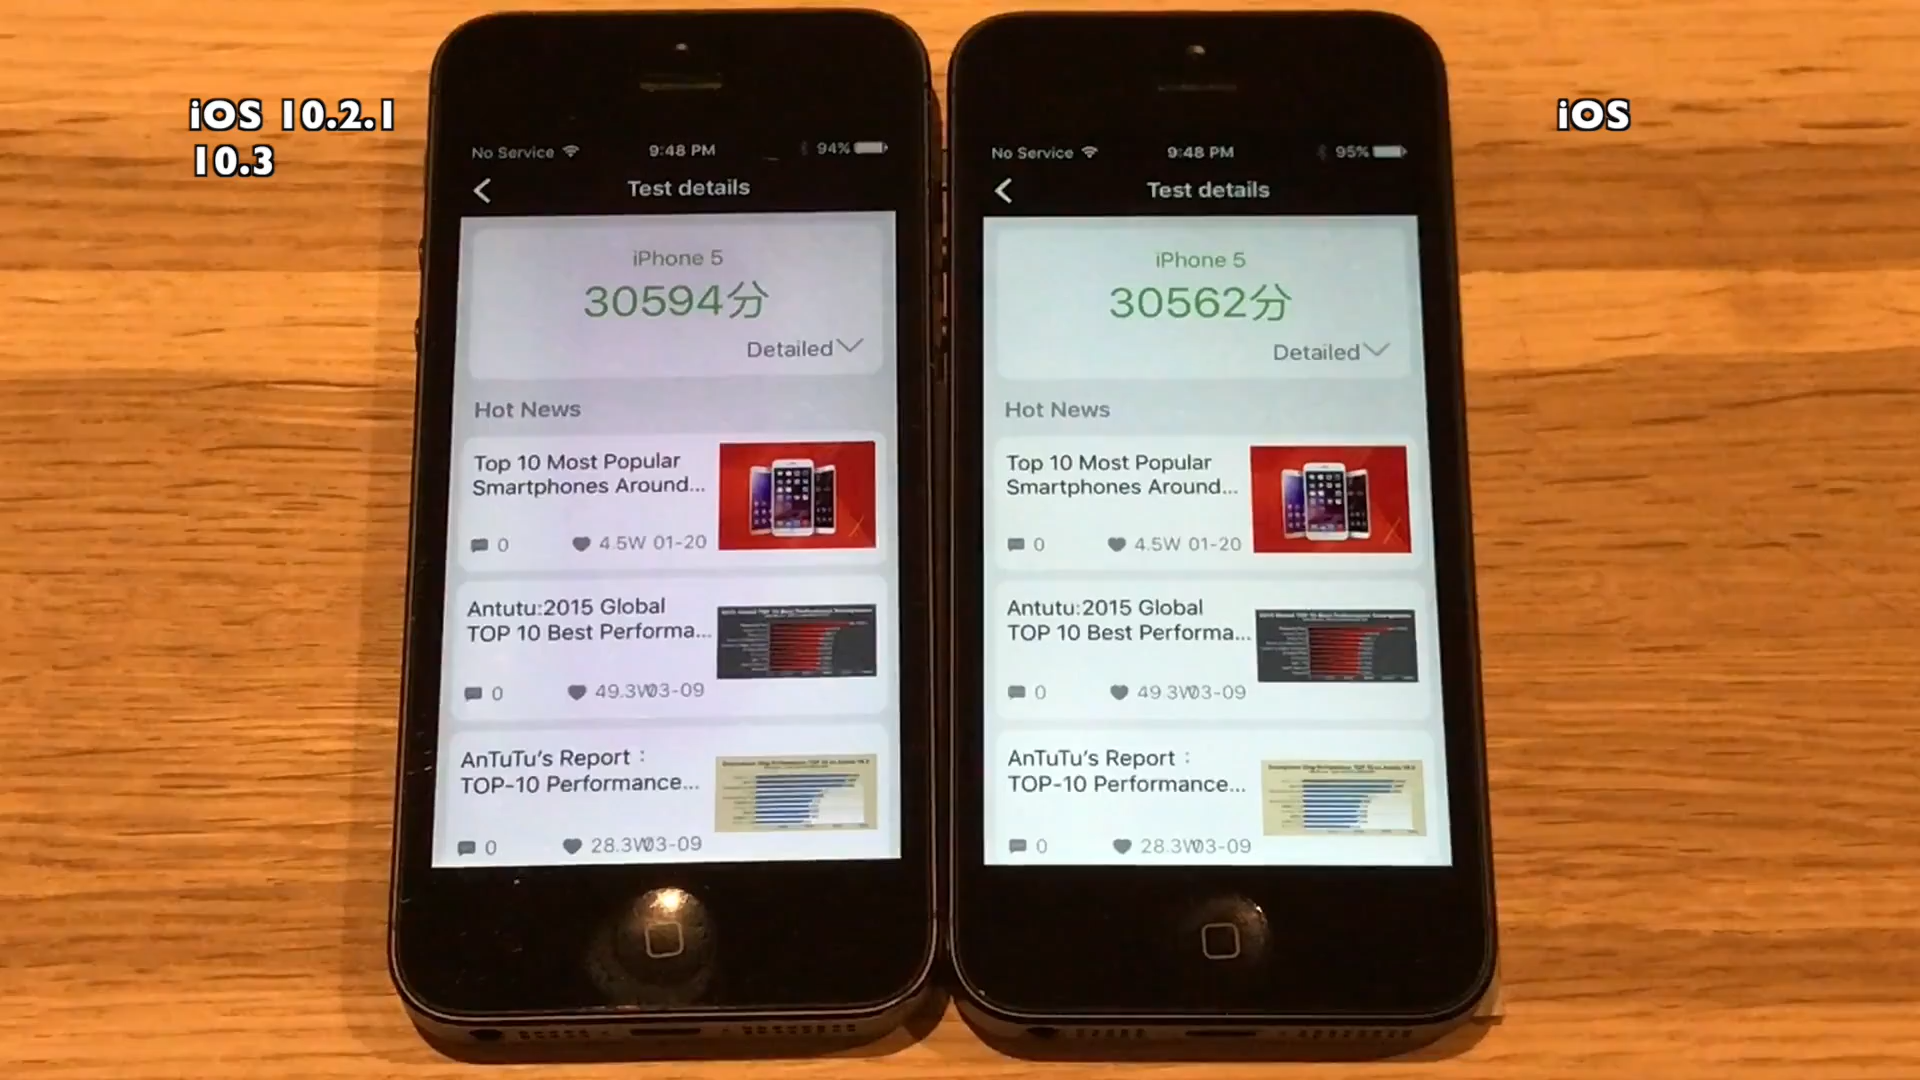 iOS 10.2.1
10.3
iOS
No Service
9:48 PM
94%
Test details
iPhone 5
30594分
Detailed
Hot News
Top 10 Most Popular
Smartphones Around...
0
4.5W 01-20
Antutu:2015 Global
TOP 10 Best Performa...
0
49.3W03-09
AnTuTu's Report：
TOP-10 Performance...
0
28.3W03-09
No Service
9:48 PM
95%
Test details
iPhone 5
30562分
Detailed
Hot News
Top 10 Most Popular
Smartphones Around...
0
4.5W 01-20
Antutu:2015 Global
TOP 10 Best Performa...
0
49.3W03-09
AnTuTu's Report：
TOP-10 Performance...
0
28.3W03-09